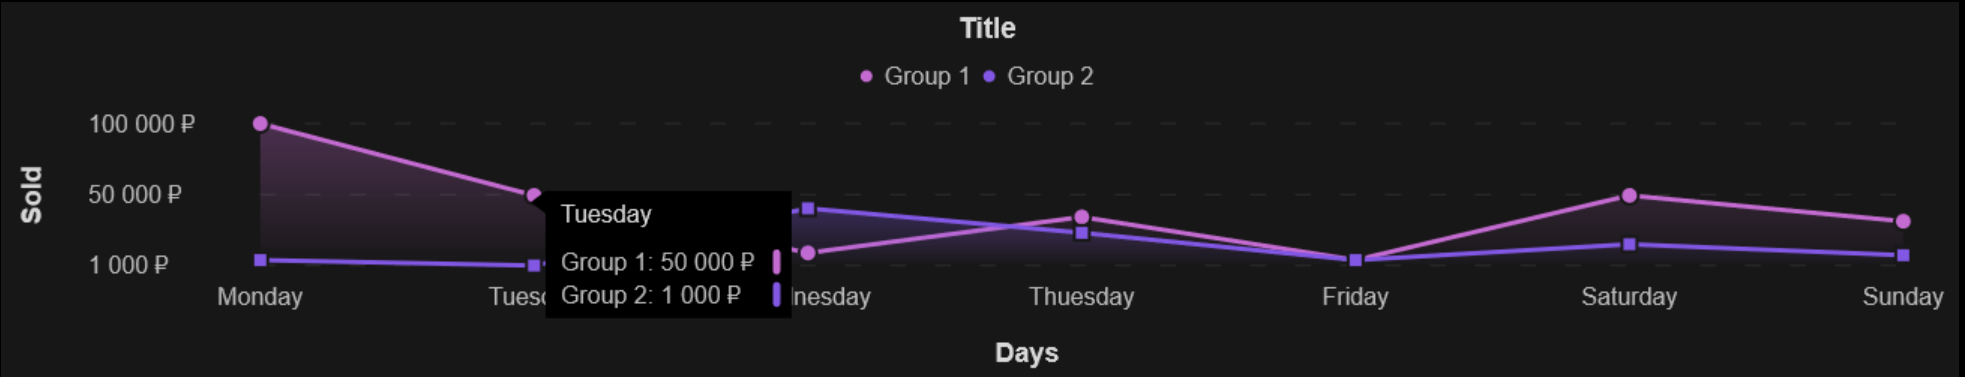 Title
Group 1 Group 2
100 000 ₽
50 000 ₽
1 000 ₽
Sold
Tuesday
Group 1: 50 000 ₽
Group 2: 1 000 ₽
Monday Thuesday Friday Saturday Sunday
Days